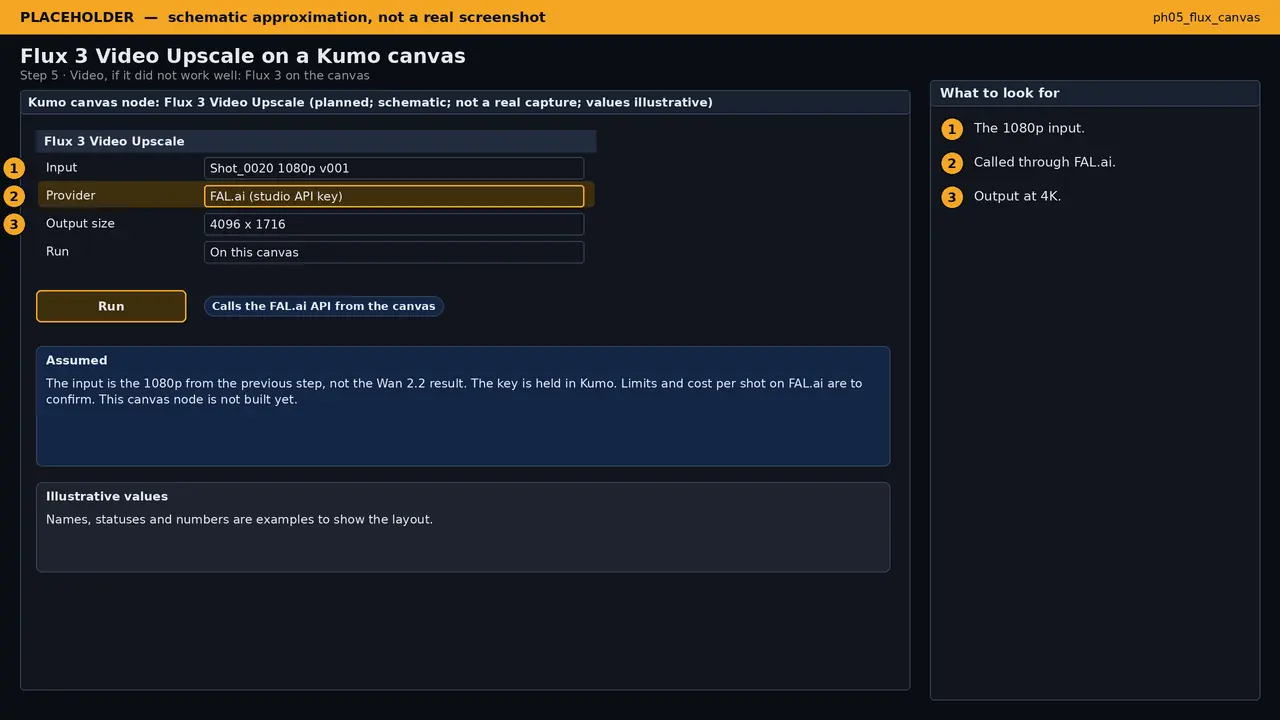 PLACEHOLDER — schematic approximation, not a real screenshot
ph05_flux_canvas
Flux 3 Video Upscale on a Kumo canvas
Step 5 · Video, if it did not work well: Flux 3 on the canvas
Kumo canvas node: Flux 3 Video Upscale (planned; schematic; not a real capture; values illustrative)
Flux 3 Video Upscale
1 Input Shot_0020 1080p v001
2 Provider FAL.ai (studio API key)
3 Output size 4096 x 1716
Run On this canvas
Run Calls the FAL.ai API from the canvas
Assumed
The input is the 1080p from the previous step, not the Wan 2.2 result. The key is held in Kumo. Limits and cost per shot on FAL.ai are to
confirm. This canvas node is not built yet.
Illustrative values
Names, statuses and numbers are examples to show the layout.
What to look for
1 The 1080p input.
2 Called through FAL.ai.
3 Output at 4K.